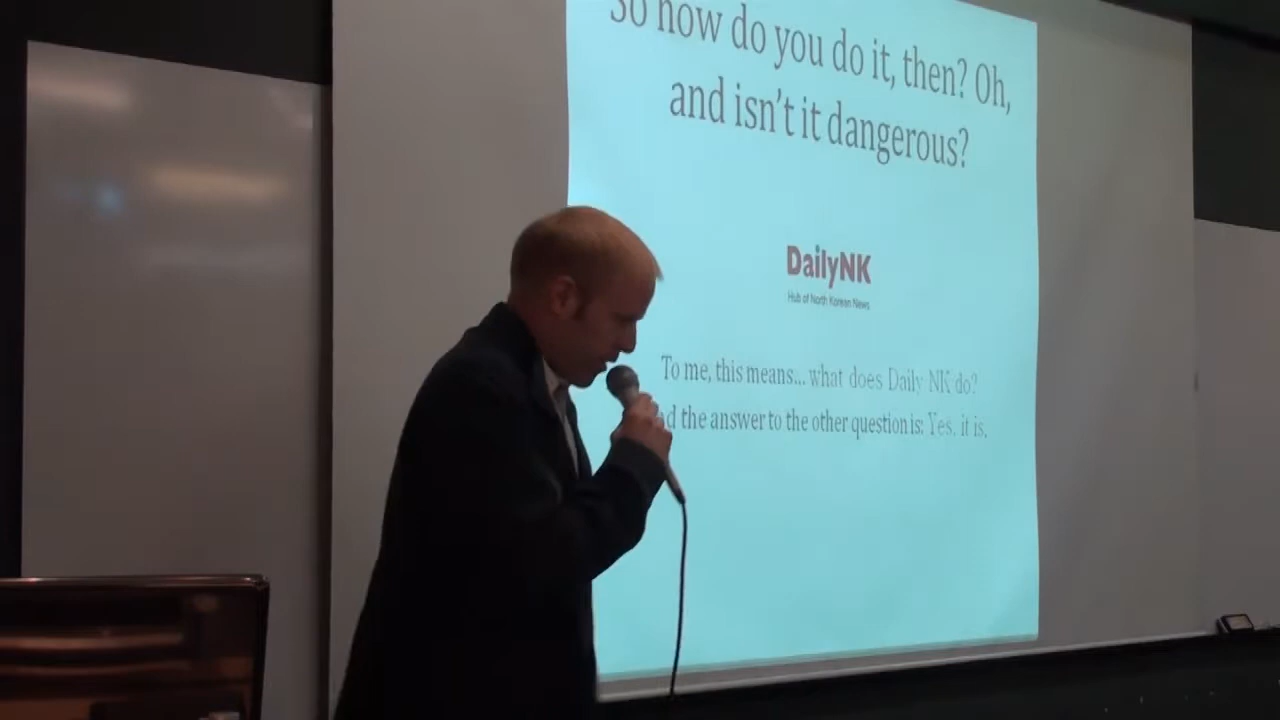 So how do you do it, then? Oh,
and isn't it dangerous?
DailyNK
Hub of North Korean News
To me, this means... what does Daily NK do?
the answer to the other question is: Yes, it is.